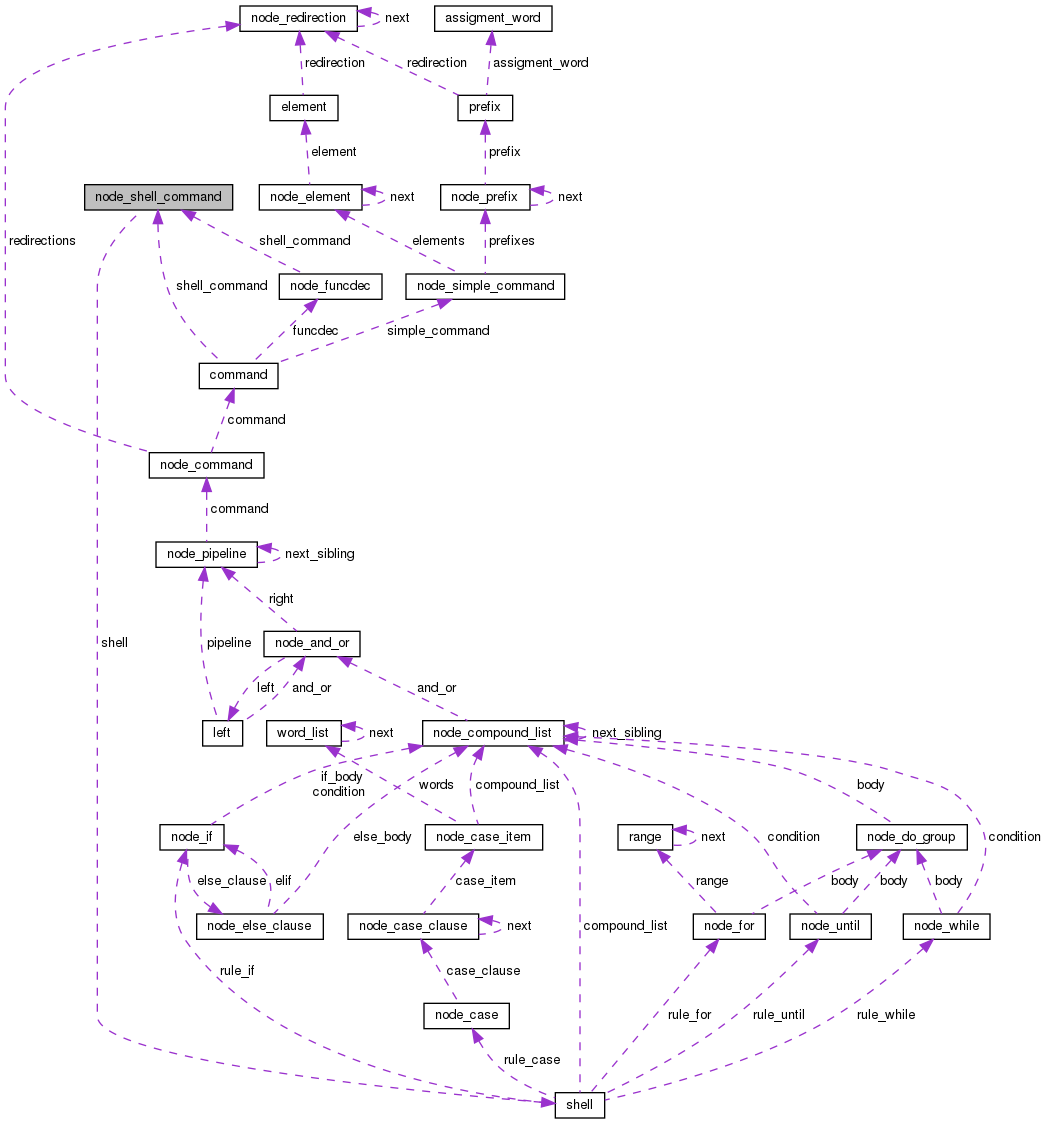 node_redirection
next
assigment_word
redirection
redirection
assigment_word
element
prefix
element
prefix
node_shell_command
node_element
next
node_prefix
next
redirections
shell_command
elements
prefixes
shell_command
node_funcdec
node_simple_command
funcdec
simple_command
command
command
node_command
command
node_pipeline
next_sibling
right
shell
pipeline
node_and_or
left
and_or
and_or
left
word_list
next
node_compound_list
next_sibling
if_body
condition
words
compound_list
body
node_if
else_body
node_case_item
range
next
condition
node_do_group
condition
else_clause
elif
case_item
range
body
body
body
node_else_clause
node_case_clause
next
compound_list
node_for
node_until
node_while
rule_if
case_clause
node_case
rule_for
rule_until
rule_while
rule_case
shell